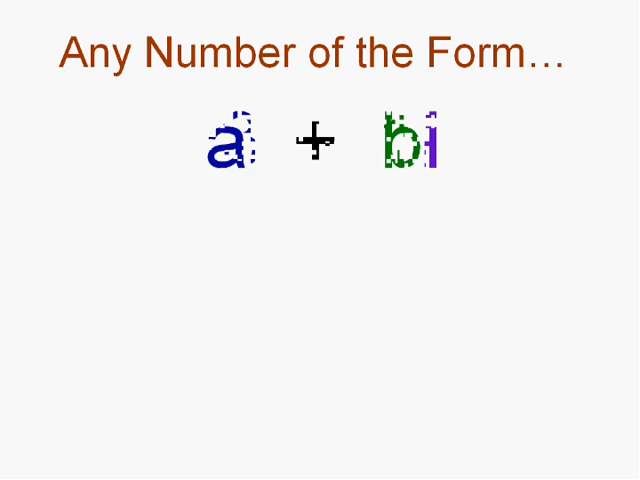 Any Number of the Form…
a + bi